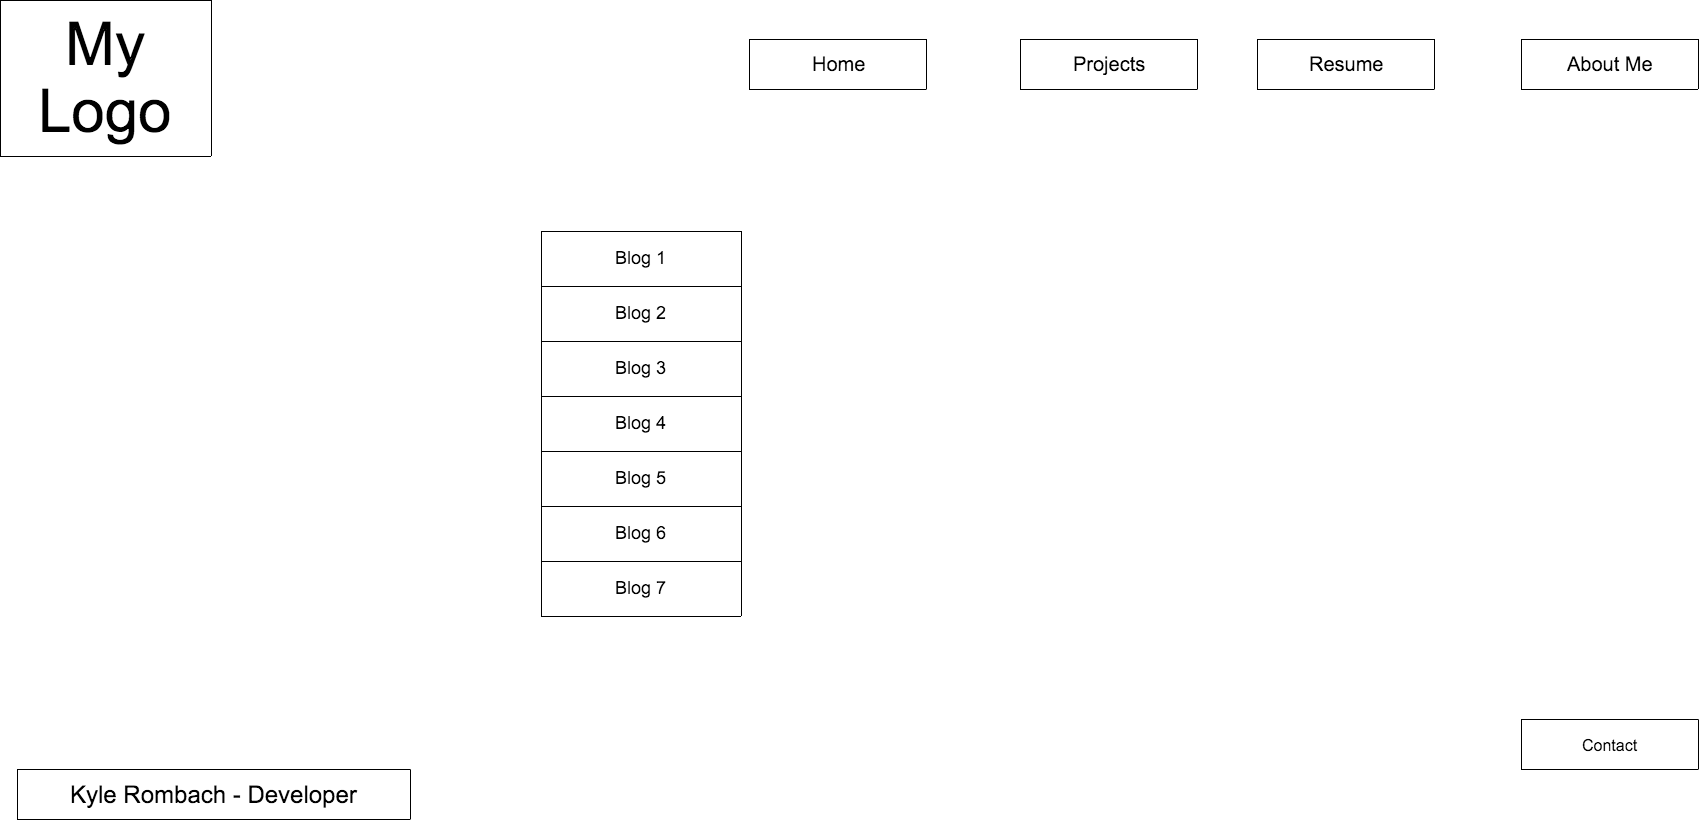 My
Logo
Home
Projects
Resume
About Me
Blog 1
Blog 2
Blog 3
Blog 4
Blog 5
Blog 6
Blog 7
Contact
Kyle Rombach - Developer